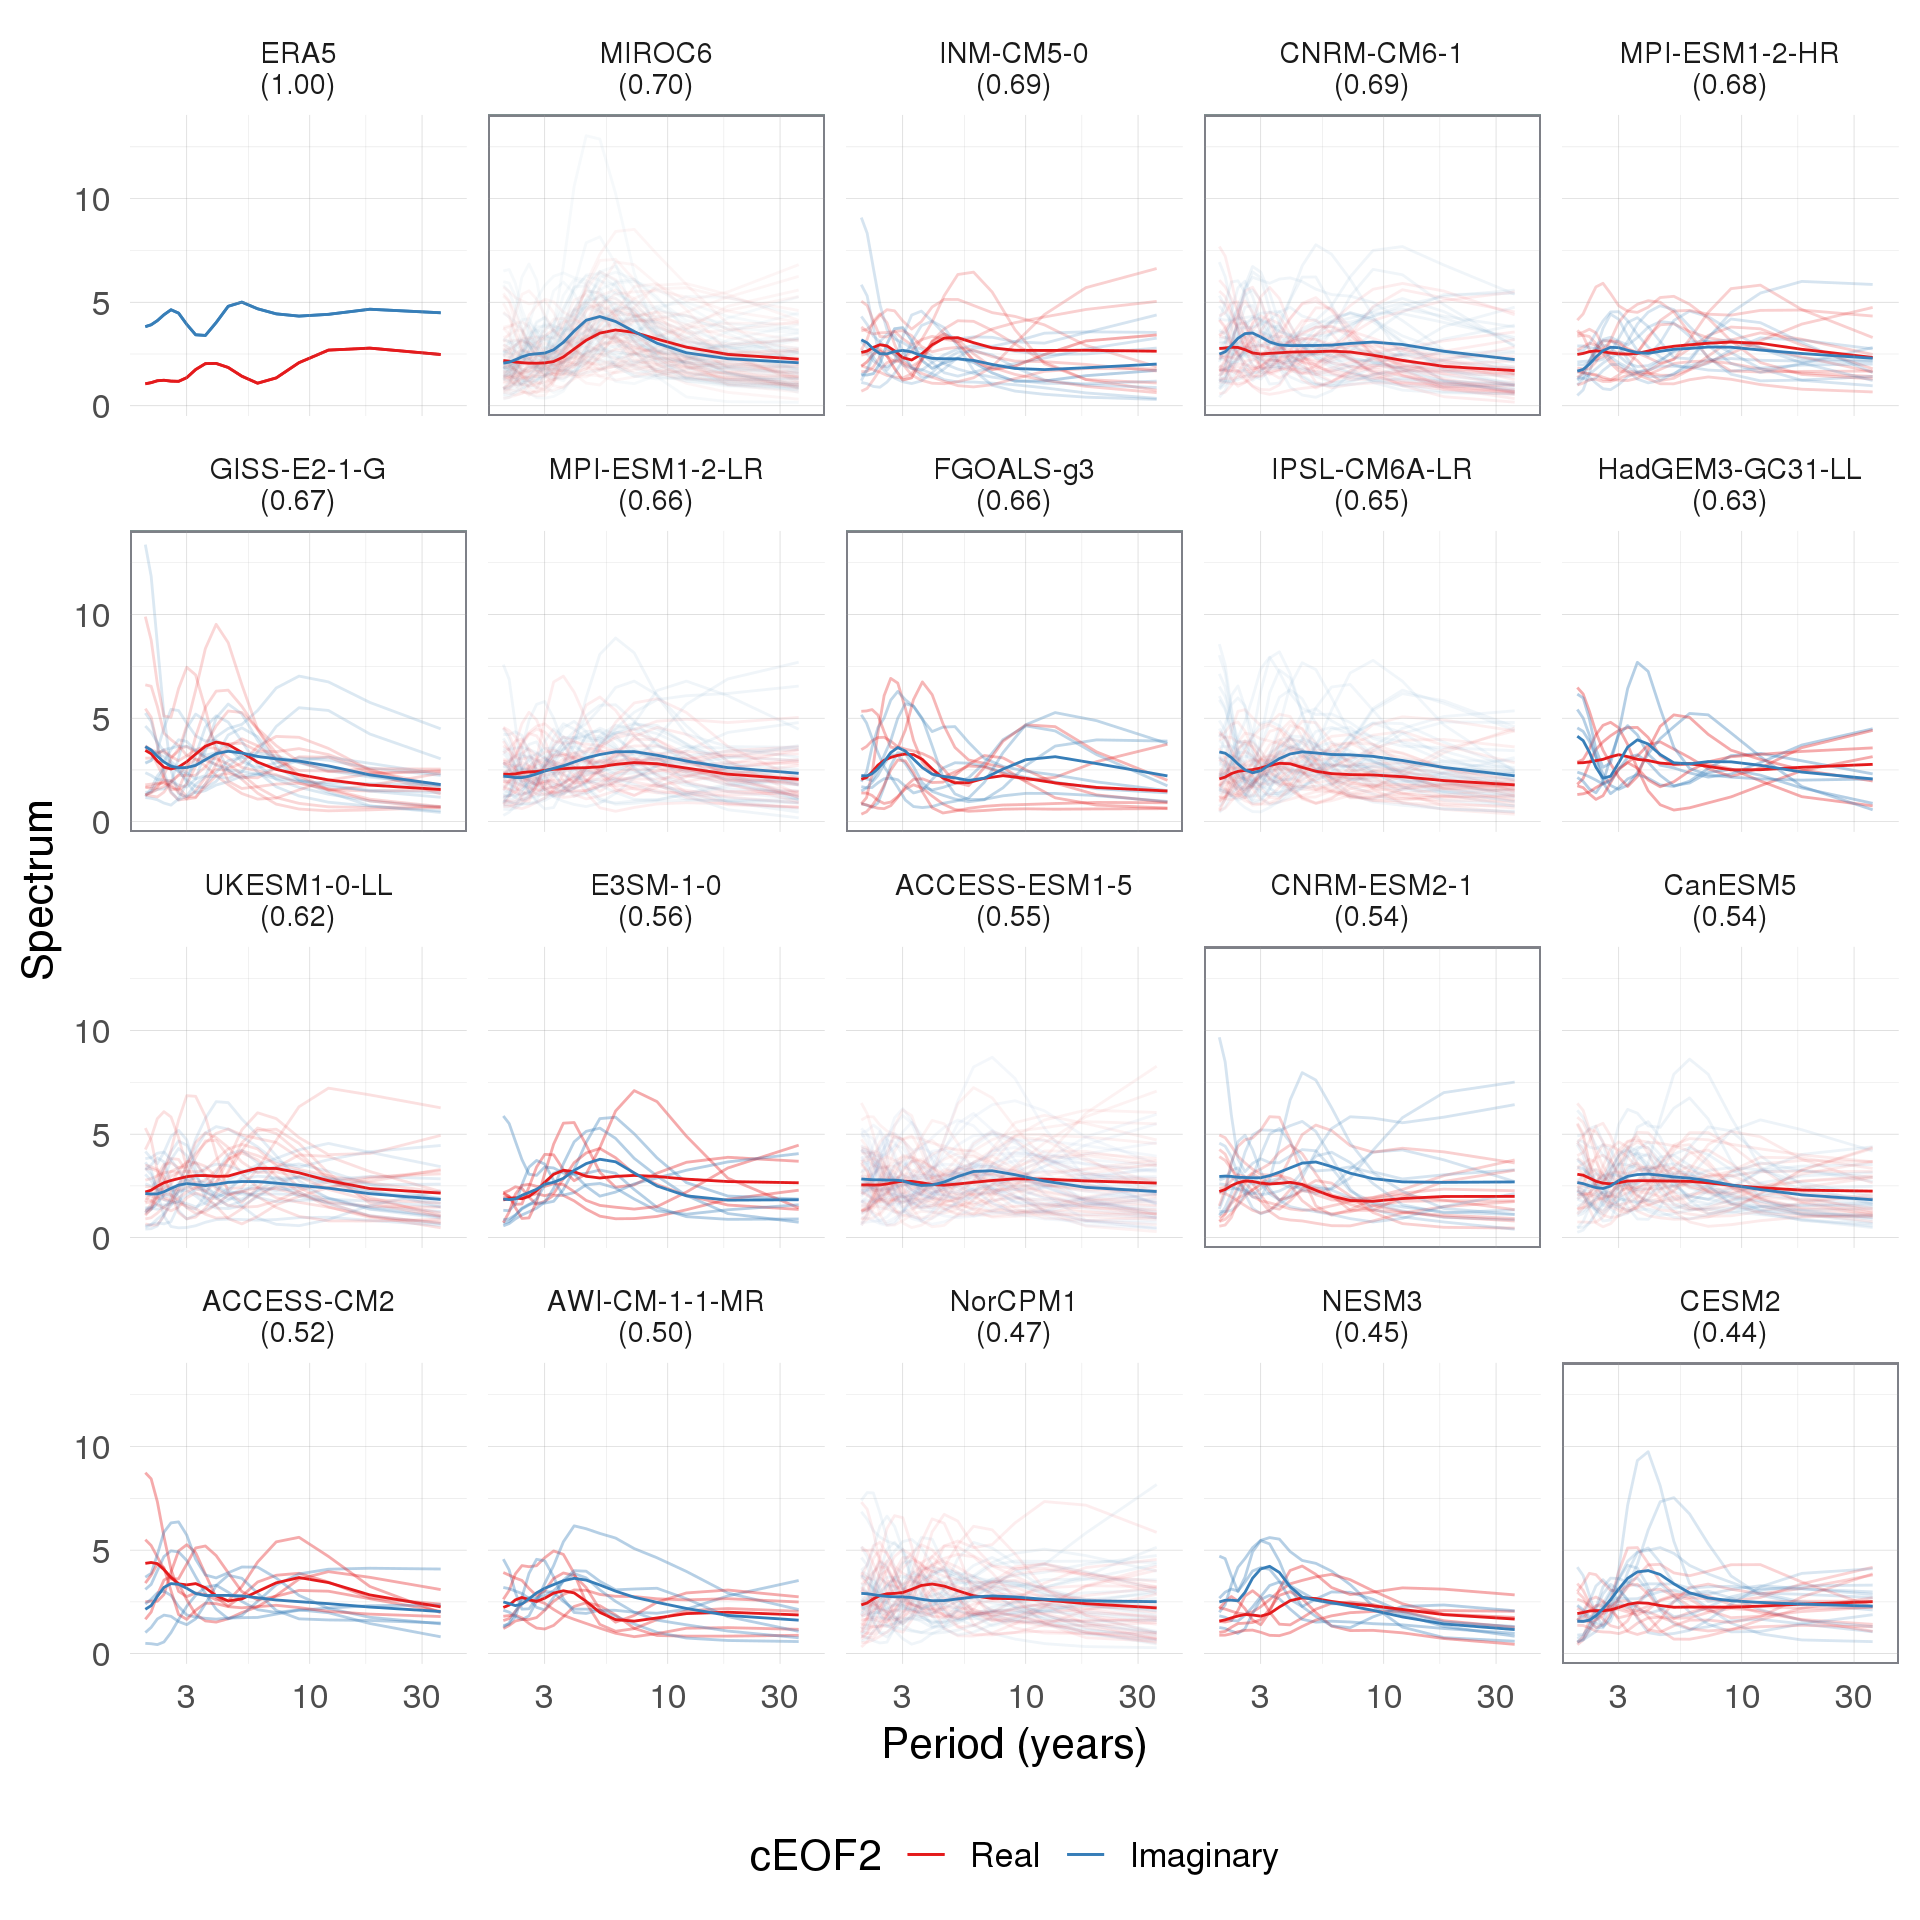 ERA5
(1.00)
MIROC6
(0.70)
INM-CM5-0
(0.69)
CNRM-CM6-1
(0.69)
MPI-ESM1-2-HR
(0.68)
10
5
0
GISS-E2-1-G
(0.67)
MPI-ESM1-2-LR
(0.66)
FGOALS-g3
(0.66)
IPSL-CM6A-LR
(0.65)
HadGEM3-GC31-LL
(0.63)
10
5
0
UKESM1-0-LL
(0.62)
E3SM-1-0
(0.56)
ACCESS-ESM1-5
(0.55)
CNRM-ESM2-1
(0.54)
CanESM5
(0.54)
10
5
0
ACCESS-CM2
(0.52)
AWI-CM-1-1-MR
(0.50)
NorCPM1
(0.47)
NESM3
(0.45)
CESM2
(0.44)
10
5
0
Spectrum
3 10 30
3 10 30
3 10 30
3 10 30
3 10 30
Period (years)
cEOF2 Real Imaginary